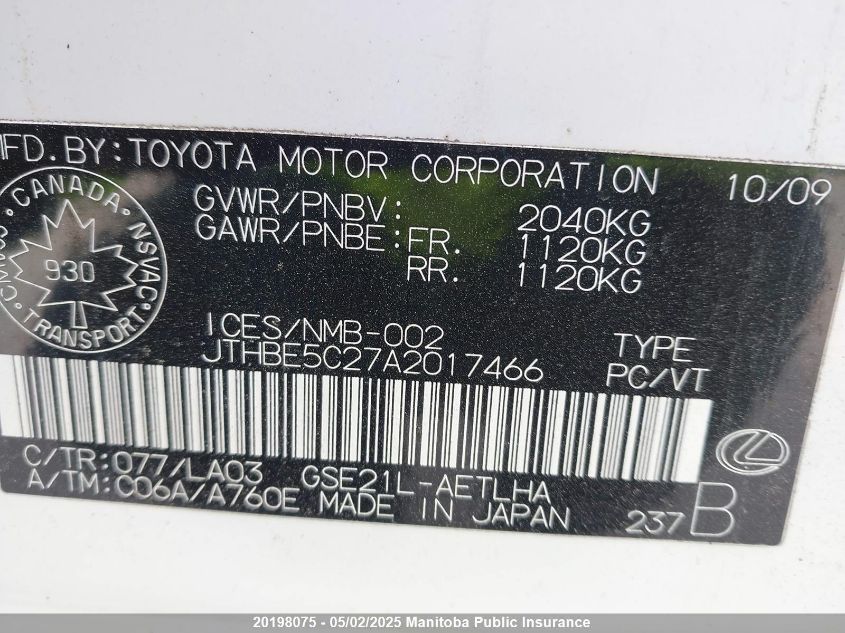 MFD. BY: TOYOTA MOTOR CORPORATION 10/09
GVWR/PNBV: 2040KG
GAWR/PNBE: FR. 1120KG
RR. 1120KG
CANADA
NSVAC
930
TRANSPORT
ICES/NMB-002
JTHBE5C27A2017466
TYPE
PC/VT
C/TR: 077/LA03 GSE21L-AETLHA
A/TM: C06A/A760E MADE IN JAPAN
237 B
20198075 - 05/02/2025 Manitoba Public Insurance